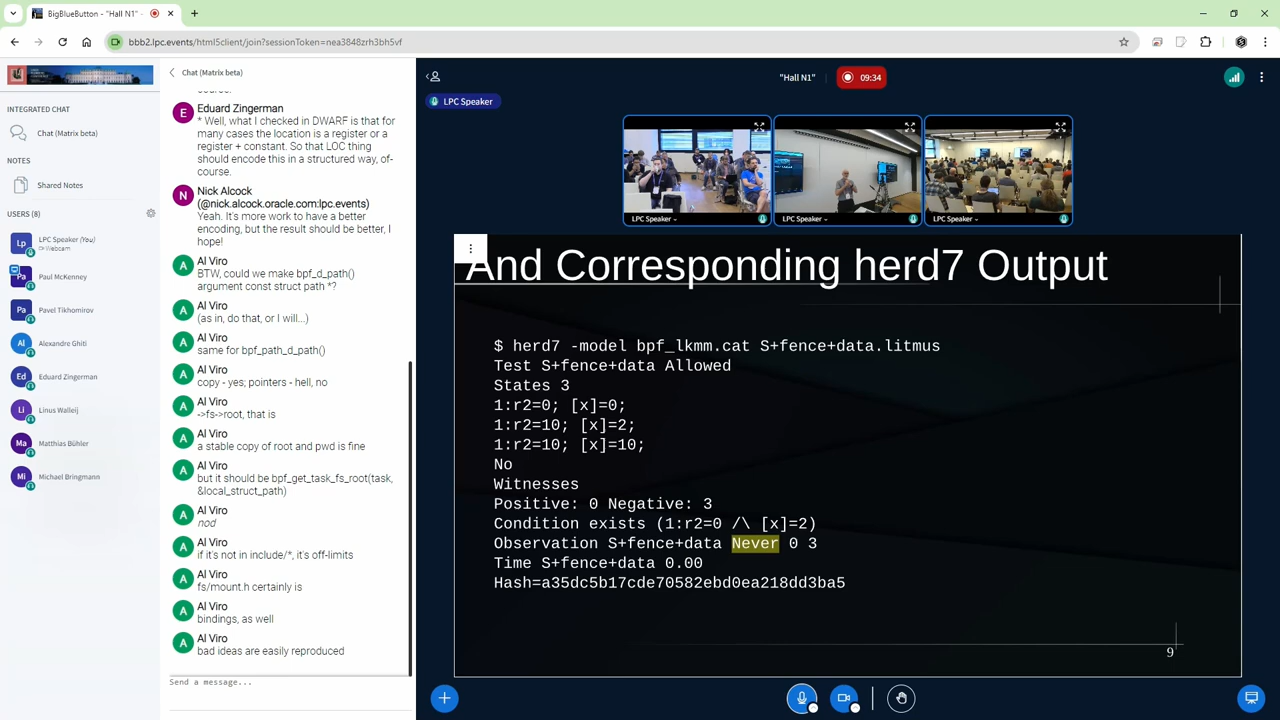 BigBlueButton - "Hall N1" -
bbb2.lpc.events/html5client/join?sessionToken=nea3848zrh3bh5vf
INTEGRATED CHAT
Chat (Matrix beta)
NOTES
Shared Notes
USERS (8)
Lp
LPC Speaker (You)
Webcam
Pa
Paul McKenney
Pa
Pavel Tikhomirov
Al
Alexandre Ghiti
Ed
Eduard Zingerman
Li
Linus Walleij
Ma
Matthias Bühler
Mi
Michael Bringmann
Chat (Matrix beta)
course.
E
Eduard Zingerman
* Well, what I checked in DWARF is that for
many cases the location is a register or a
register + constant. So that LOC thing
should encode this in a structured way, of-
course.
N
Nick Alcock
(@nick.alcock.oracle.com:lpc.events)
Yeah. It's more work to have a better
encoding, but the result should be better, I
hope!
A
Al Viro
BTW, could we make bpf_d_path()
argument const struct path *?
A
Al Viro
(as in, do that, or I will...)
A
Al Viro
same for bpf_path_d_path()
A
Al Viro
copy - yes; pointers - hell, no
A
Al Viro
->fs->root, that is
A
Al Viro
a stable copy of root and pwd is fine
A
Al Viro
but it should be bpf_get_task_fs_root(task,
&local_struct_path)
A
Al Viro
nod
A
Al Viro
if it's not in include/*, it's off-limits
A
Al Viro
fs/mount.h certainly is
A
Al Viro
bindings, as well
A
Al Viro
bad ideas are easily reproduced
Send a message...
"Hall N1"
09:34
LPC Speaker
LPC Speaker
LPC Speaker
LPC Speaker
And Corresponding herd7 Output
$ herd7 -model bpf_lkmm.cat S+fence+data.litmus
Test S+fence+data Allowed
States 3
1:r2=0; [x]=0;
1:r2=10; [x]=2;
1:r2=10; [x]=10;
No
Witnesses
Positive: 0 Negative: 3
Condition exists (1:r2=0 /\ [x]=2)
Observation S+fence+data Never 0 3
Time S+fence+data 0.00
Hash=a35dc5b17cde70582ebd0ea218dd3ba5
9